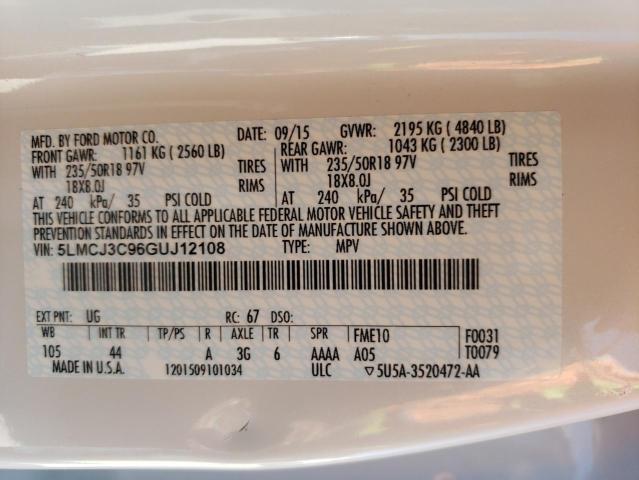 MFD. BY FORD MOTOR CO. DATE: 09/15 GVWR: 2195 KG ( 4840 LB)
FRONT GAWR: 1161 KG ( 2560 LB) REAR GAWR: 1043 KG ( 2300 LB)
WITH 235/50R18 97V TIRES WITH 235/50R18 97V TIRES
18X8.0J RIMS 18X8.0J RIMS
AT 240 kPa/ 35 PSI COLD AT 240 kPa/ 35 PSI COLD
THIS VEHICLE CONFORMS TO ALL APPLICABLE FEDERAL MOTOR VEHICLE SAFETY AND THEFT
PREVENTION STANDARDS IN EFFECT ON THE DATE OF MANUFACTURE SHOWN ABOVE.
VIN: 5LMCJ3C96GUJ12108 TYPE: MPV
EXT PNT: UG RC: 67 DSO:
WB INT TR TP/PS R AXLE TR SPR FME10 F0031
105 44 A 3G 6 AAAA A05 T0079
MADE IN U.S.A. 1201509101034 ULC ▽5U5A-3520472-AA